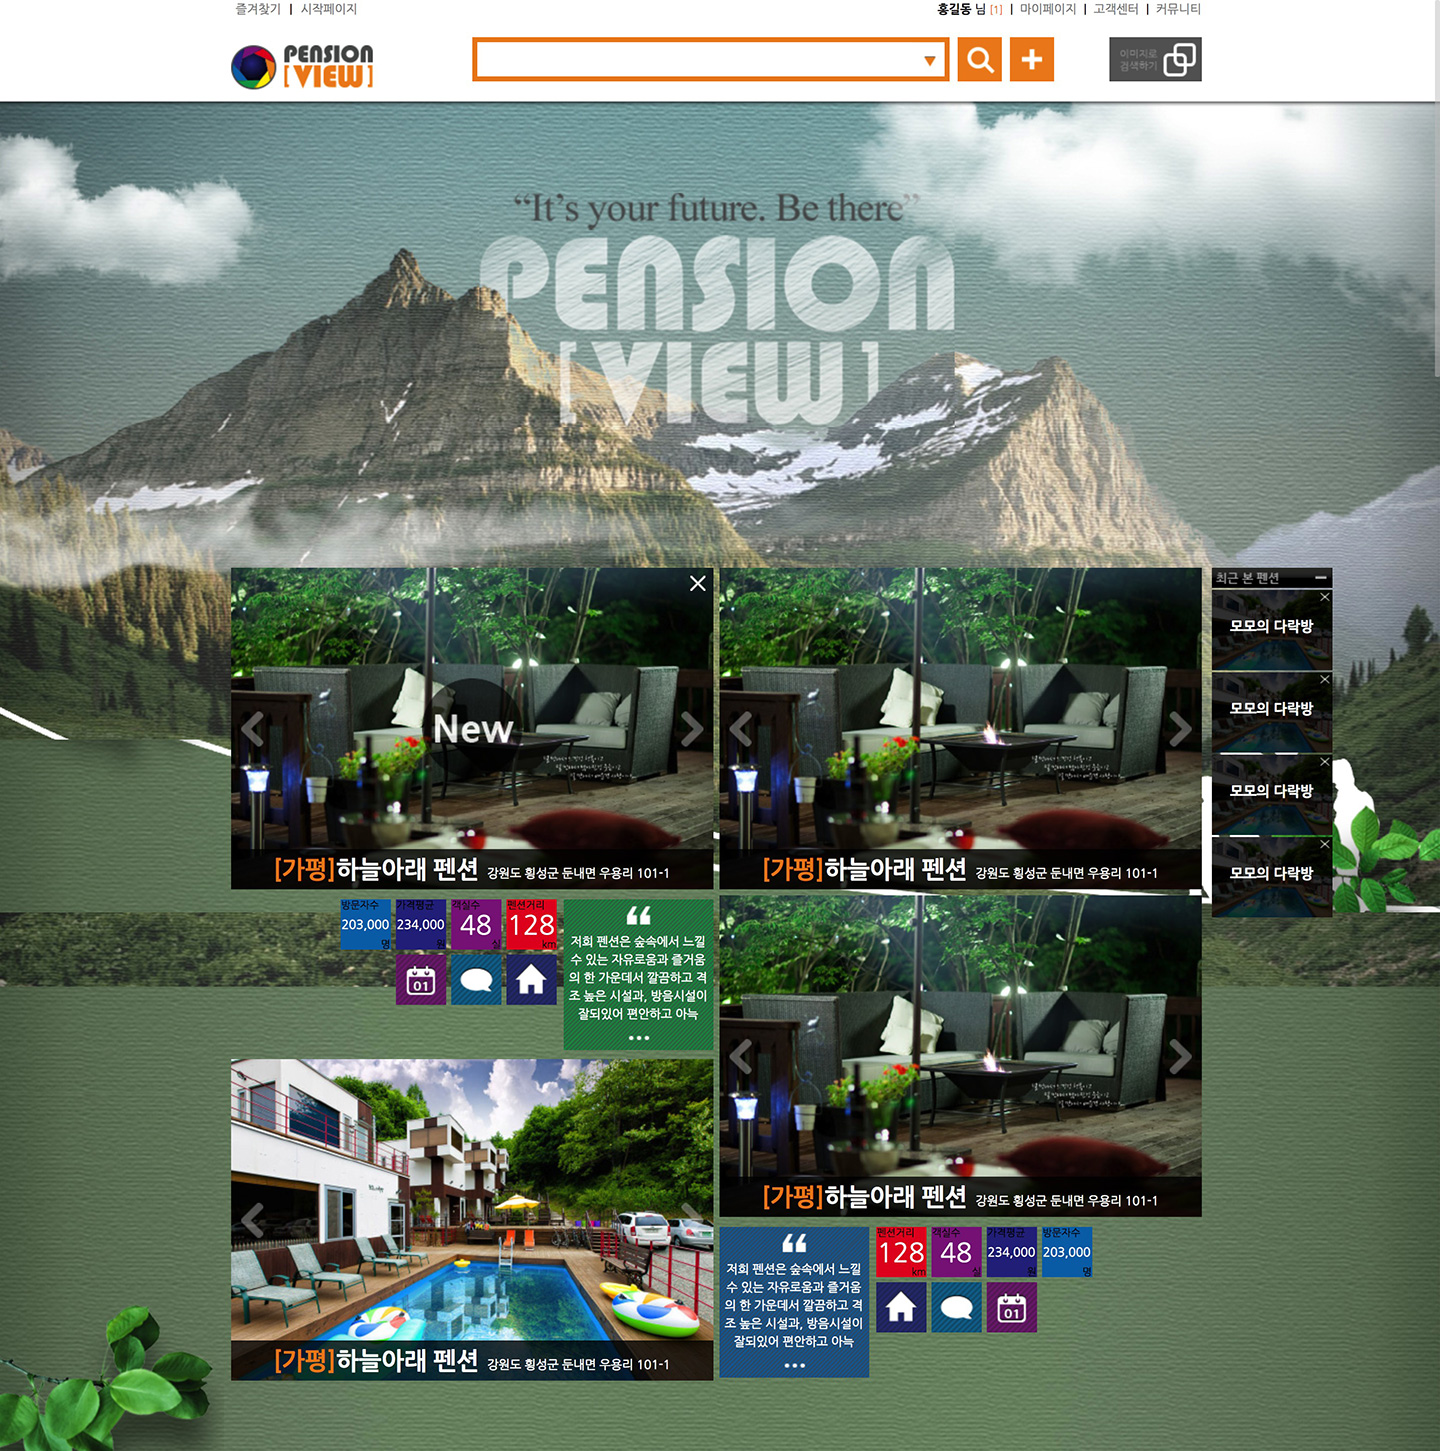 즐겨찾기 | 시작페이지
홍길동 님 [1] | 마이페이지 | 고객센터 | 커뮤니티
PENSION
[VIEW]
이미지로
검색하기
“It’s your future. Be there”
PENSION
[VIEW]
New
[가평]하늘아래 펜션 강원도 횡성군 둔내면 우용리 101-1
[가평]하늘아래 펜션 강원도 횡성군 둔내면 우용리 101-1
최근 본 펜션
모모의 다락방
모모의 다락방
모모의 다락방
모모의 다락방
방문자수
203,000
명
가격평균
234,000
원
객실수
48
실
펜션거리
128
km
01
“
저희 펜션은 숲속에서 느낄
수 있는 자유로움과 즐거움
의 한 가운데서 깔끔하고 격
조 높은 시설과, 방음시설이
잘되있어 편안하고 아늑
...
[가평]하늘아래 펜션 강원도 횡성군 둔내면 우용리 101-1
[가평]하늘아래 펜션 강원도 횡성군 둔내면 우용리 101-1
“
저희 펜션은 숲속에서 느낄
수 있는 자유로움과 즐거움
의 한 가운데서 깔끔하고 격
조 높은 시설과, 방음시설이
잘되있어 편안하고 아늑
...
펜션거리
128
km
객실수
48
실
가격평균
234,000
원
방문자수
203,000
명
01